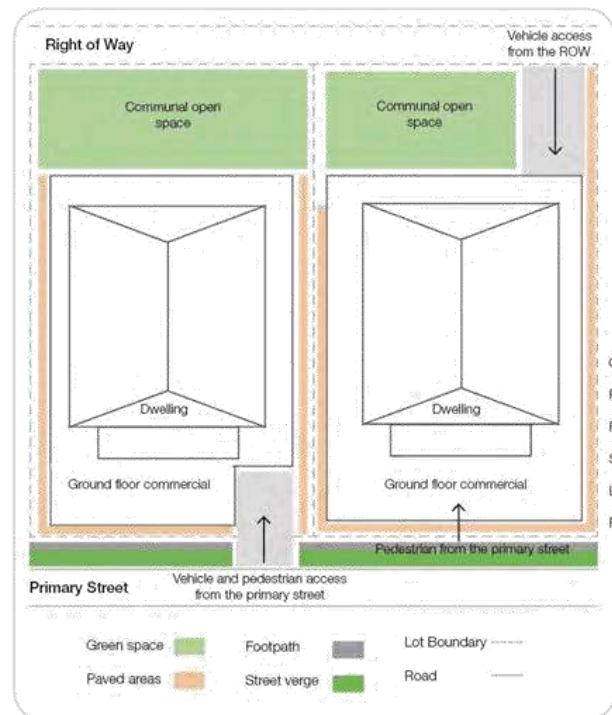 Right of Way
Vehicle access
from the ROW
Communal open
space
Communal open
space
Dwelling
Dwelling
Ground floor commercial
Ground floor commercial
Pedestrian from the primary street
Primary Street
Vehicle and pedestrian access
from the primary street
Green space
Footpath
Lot Boundary
Paved areas
Street verge
Road